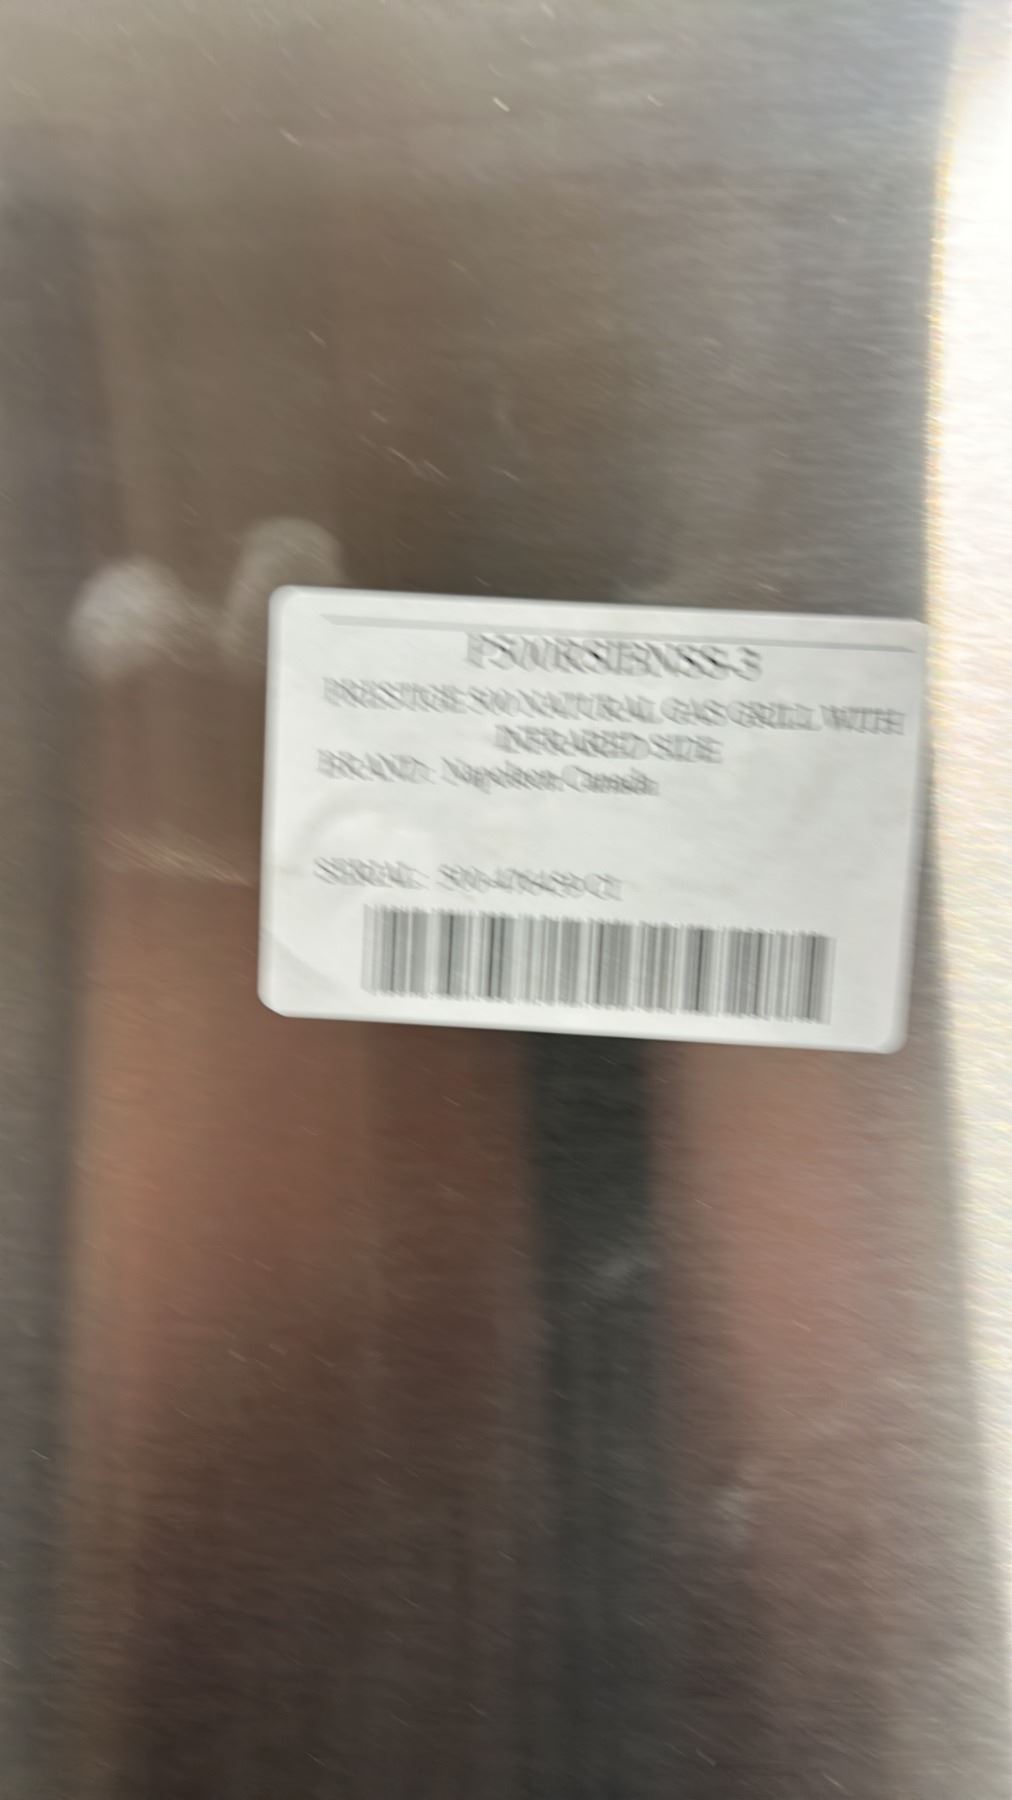 P500RSIBNSS-3
PRESTIGE 500 NATURAL GAS GRILL WITH
INFRARED SIDE
BRAND: Napoleon Canada
SERIAL: